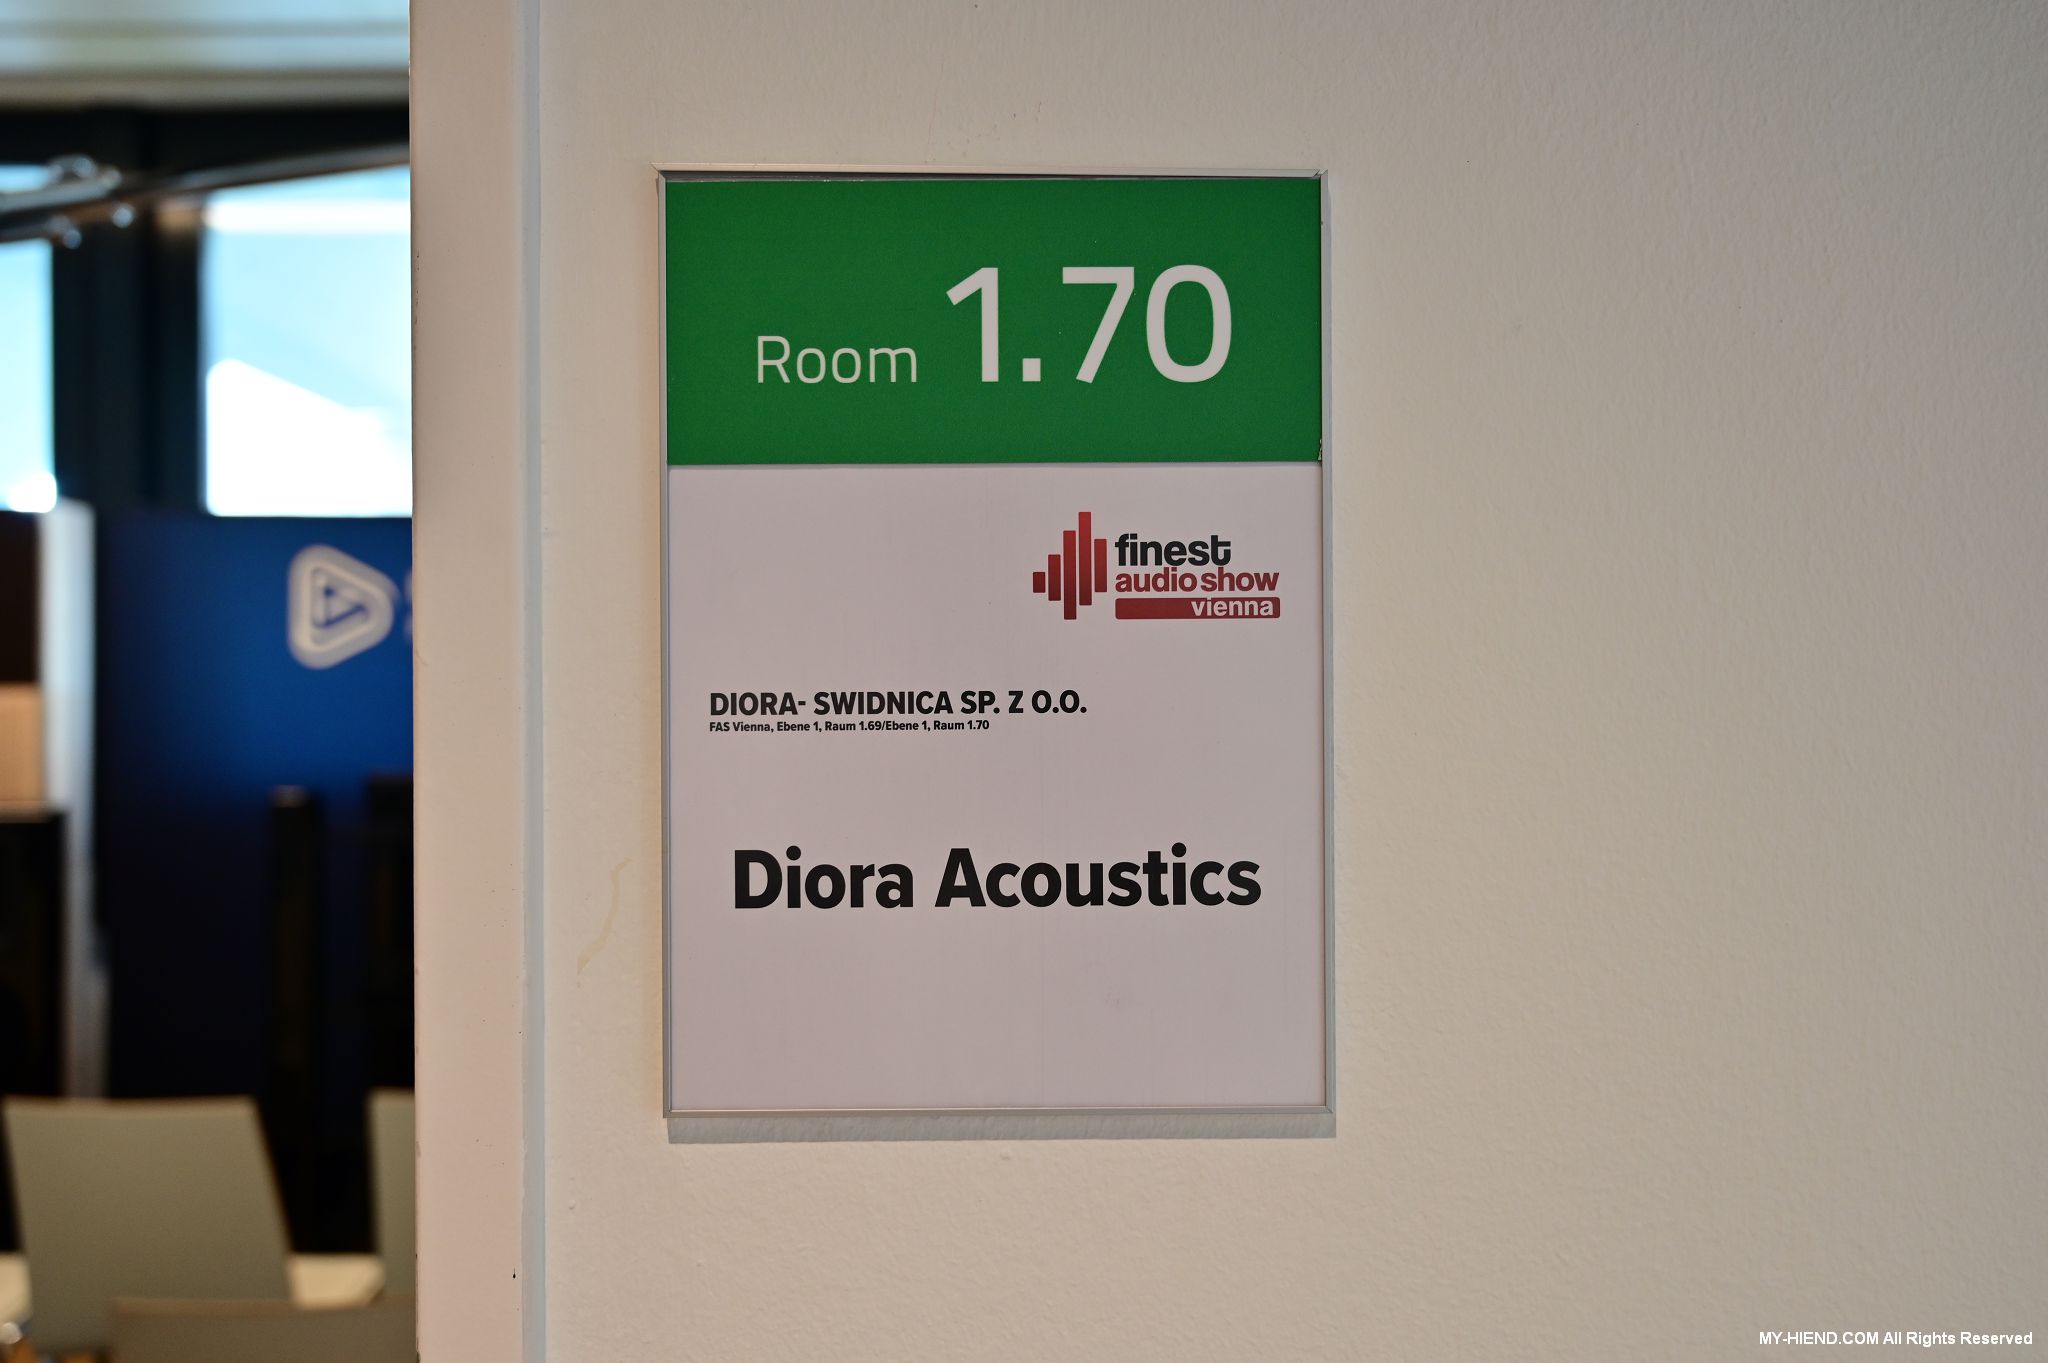 Room 1.70
finest
audio show
vienna
DIORA- SWIDNICA SP. Z O.O.
FAS Vienna, Ebene 1, Raum 1.69/Ebene 1, Raum 1.70
Diora Acoustics
MY-HIEND.COM All Rights Reserved